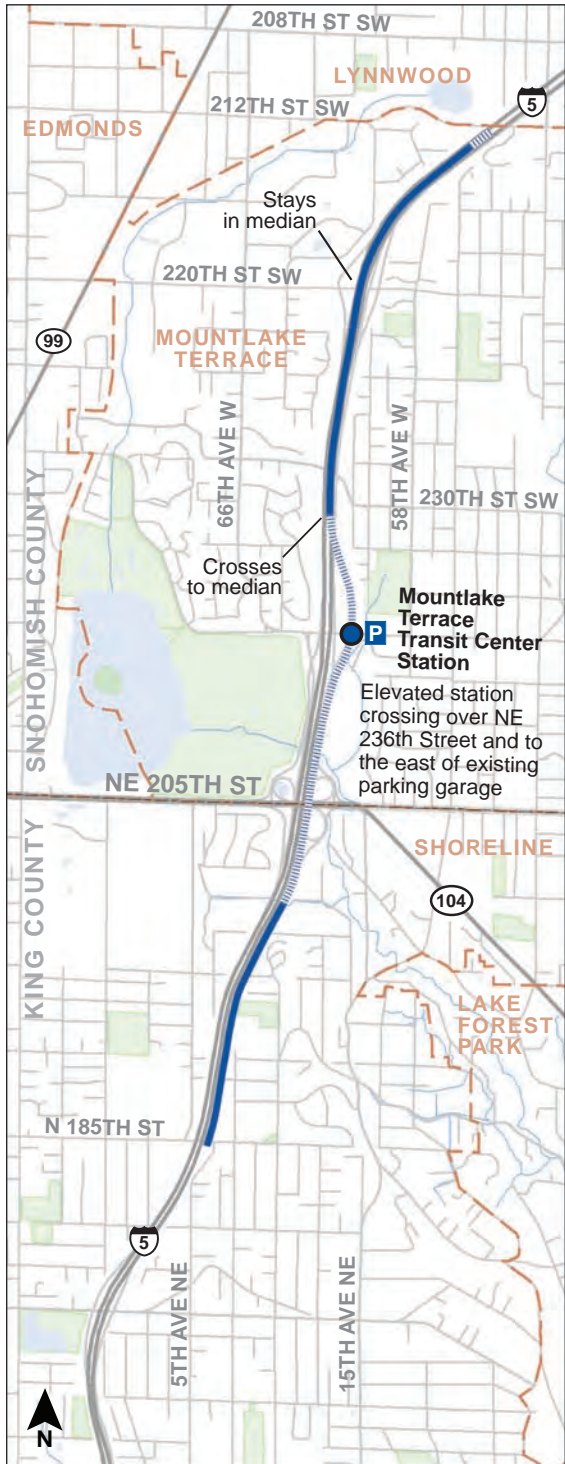 208TH ST SW
LYNNWOOD
5
212TH ST SW
EDMONDS
Stays
in median
220TH ST SW
99
MOUNTLAKE
TERRACE
66TH AVE W
58TH AVE W
230TH ST SW
SNOHOMISH COUNTY
Crosses
to median
P
Mountlake
Terrace
Transit Center
Station
Elevated station
crossing over NE
236th Street and to
the east of existing
parking garage
NE 205TH ST
SHORELINE
KING COUNTY
104
LAKE
FOREST
PARK
N 185TH ST
5
5TH AVE NE
15TH AVE NE
N